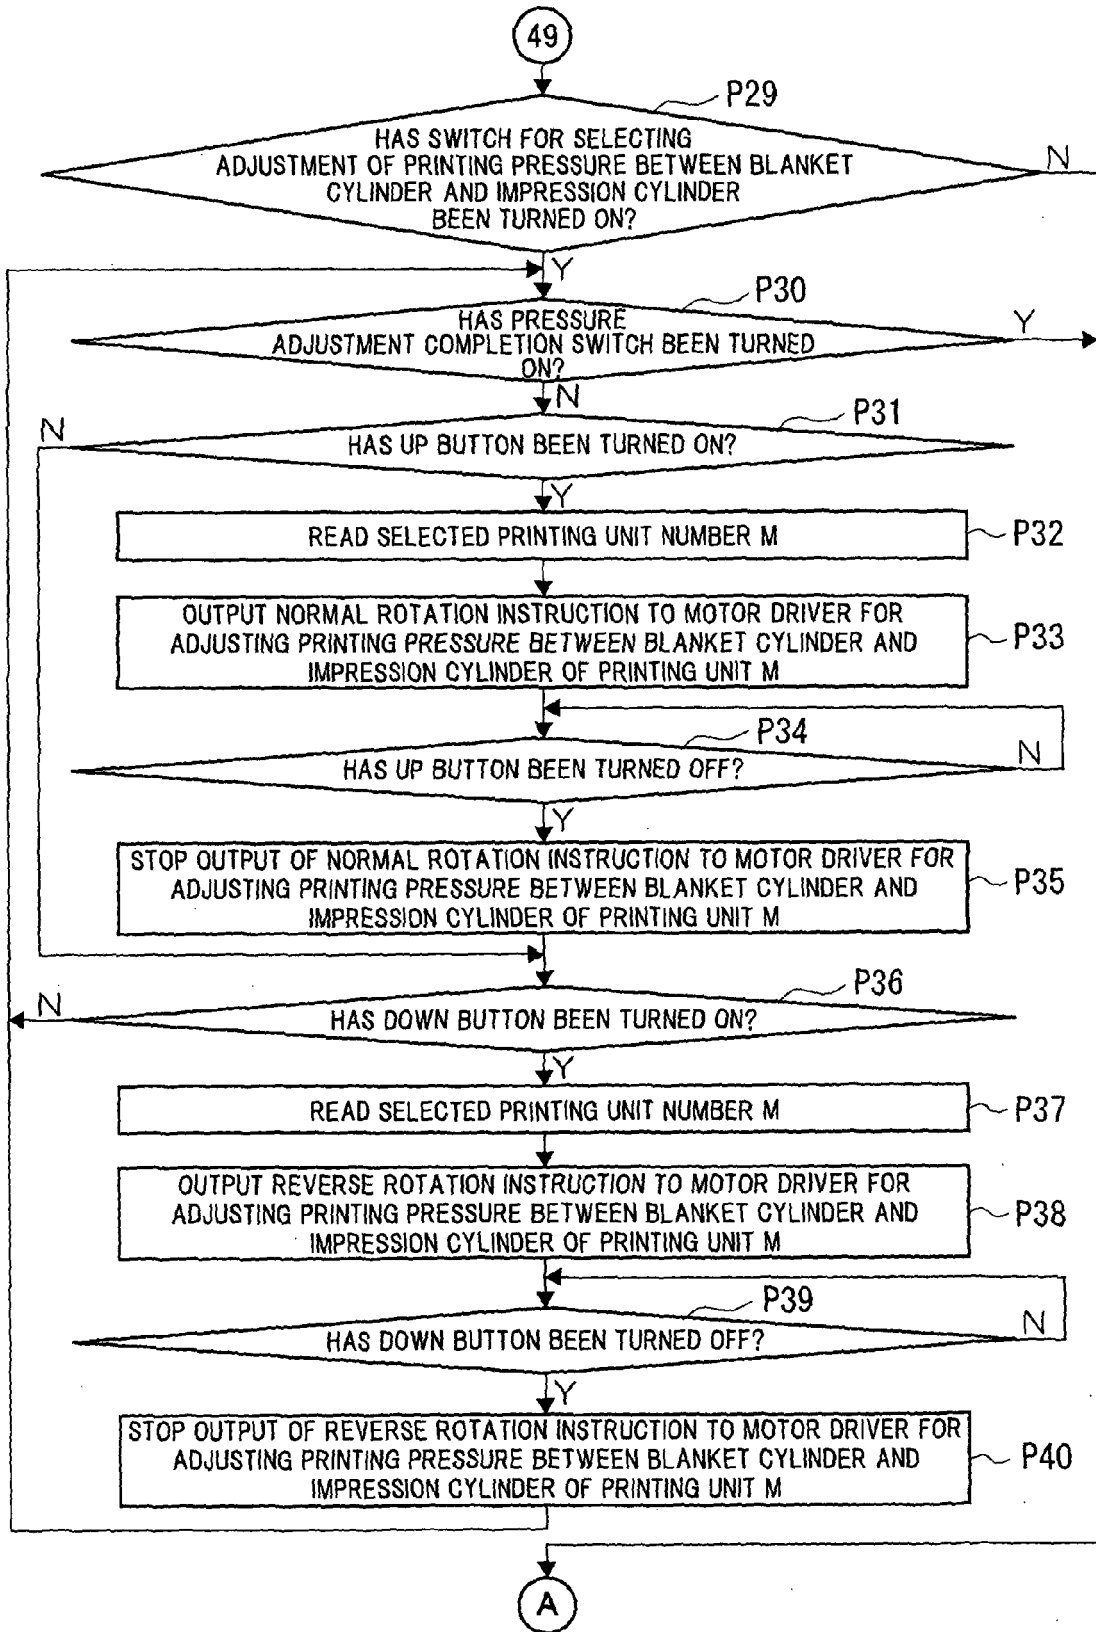 49
P29
HAS SWITCH FOR SELECTING
ADJUSTMENT OF PRINTING PRESSURE BETWEEN BLANKET
CYLINDER AND IMPRESSION CYLINDER
BEEN TURNED ON?
N
Y
P30
HAS PRESSURE
ADJUSTMENT COMPLETION SWITCH BEEN TURNED
ON?
Y
N
P31
N
HAS UP BUTTON BEEN TURNED ON?
Y
READ SELECTED PRINTING UNIT NUMBER M
P32
OUTPUT NORMAL ROTATION INSTRUCTION TO MOTOR DRIVER FOR
ADJUSTING PRINTING PRESSURE BETWEEN BLANKET CYLINDER AND
IMPRESSION CYLINDER OF PRINTING UNIT M
P33
P34
HAS UP BUTTON BEEN TURNED OFF?
N
Y
STOP OUTPUT OF NORMAL ROTATION INSTRUCTION TO MOTOR DRIVER FOR
ADJUSTING PRINTING PRESSURE BETWEEN BLANKET CYLINDER AND
IMPRESSION CYLINDER OF PRINTING UNIT M
P35
P36
N
HAS DOWN BUTTON BEEN TURNED ON?
Y
READ SELECTED PRINTING UNIT NUMBER M
P37
OUTPUT REVERSE ROTATION INSTRUCTION TO MOTOR DRIVER FOR
ADJUSTING PRINTING PRESSURE BETWEEN BLANKET CYLINDER AND
IMPRESSION CYLINDER OF PRINTING UNIT M
P38
P39
HAS DOWN BUTTON BEEN TURNED OFF?
N
Y
STOP OUTPUT OF REVERSE ROTATION INSTRUCTION TO MOTOR DRIVER FOR
ADJUSTING PRINTING PRESSURE BETWEEN BLANKET CYLINDER AND
IMPRESSION CYLINDER OF PRINTING UNIT M
P40
A